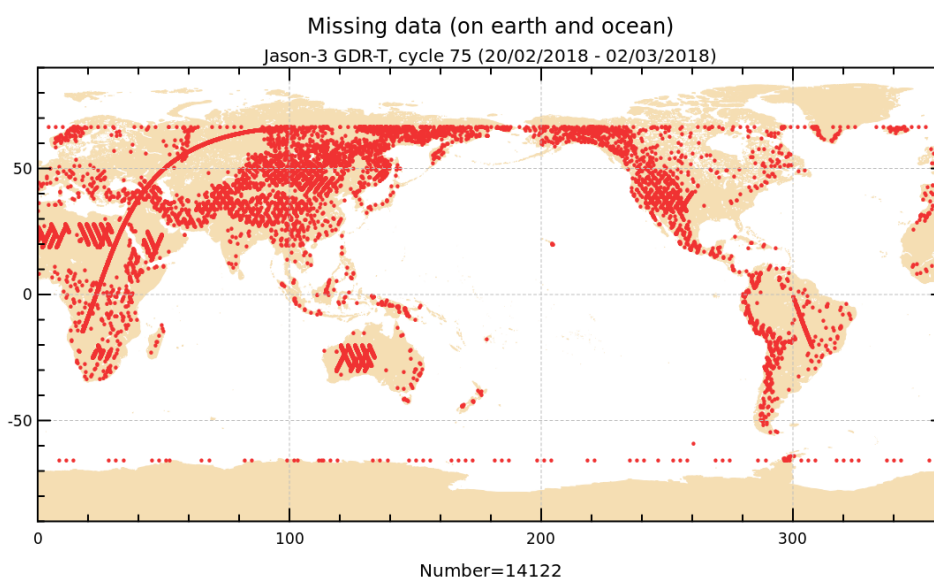 Missing data (on earth and ocean)
Jason-3 GDR-T, cycle 75 (20/02/2018 - 02/03/2018)
50
0
-50
0 100 200 300
Number=14122